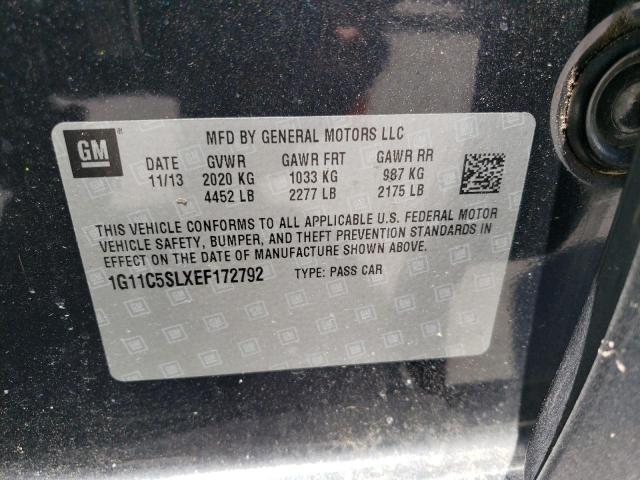 GM
MFD BY GENERAL MOTORS LLC
DATE GVWR GAWR FRT GAWR RR
11/13 2020 KG 1033 KG 987 KG
4452 LB 2277 LB 2175 LB
THIS VEHICLE CONFORMS TO ALL APPLICABLE U.S. FEDERAL MOTOR
VEHICLE SAFETY, BUMPER, AND THEFT PREVENTION STANDARDS IN
EFFECT ON THE DATE OF MANUFACTURE SHOWN ABOVE.
1G11C5SLXEF172792 TYPE: PASS CAR